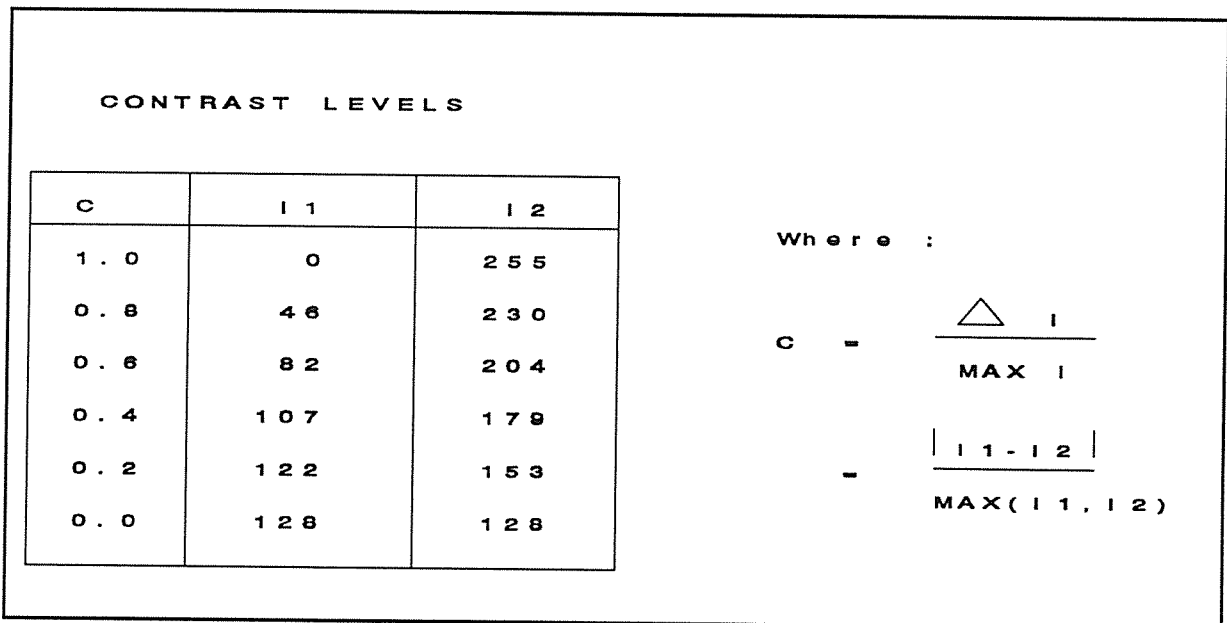 CONTRAST LEVELS
C I1 I2
1.0 0 255
0.8 46 230
0.6 82 204
0.4 107 179
0.2 122 153
0.0 128 128
Where :
C = △ I
MAX I
= |I1-I2|
MAX(I1,I2)